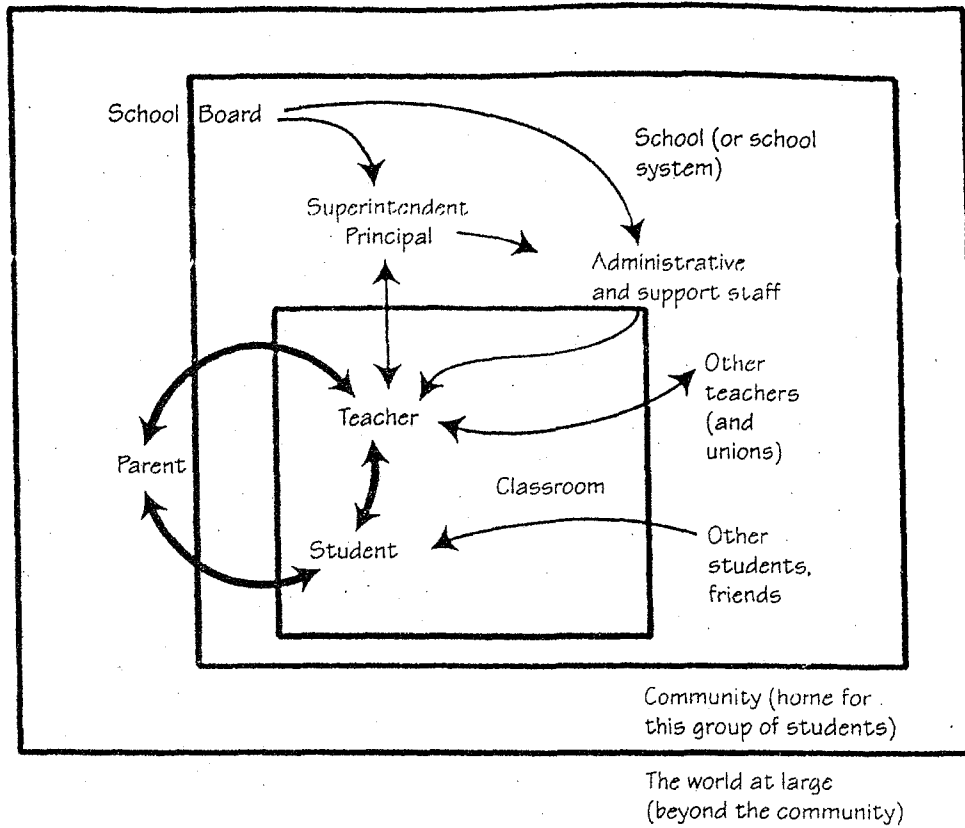 School Board
School (or school
system)
Superintendent
Principal
Administrative
and support staff
Other
teachers
(and
unions)
Teacher
Parent
Classroom
Student
Other
students,
friends
Community (home for
this group of students)
The world at large
(beyond the community)